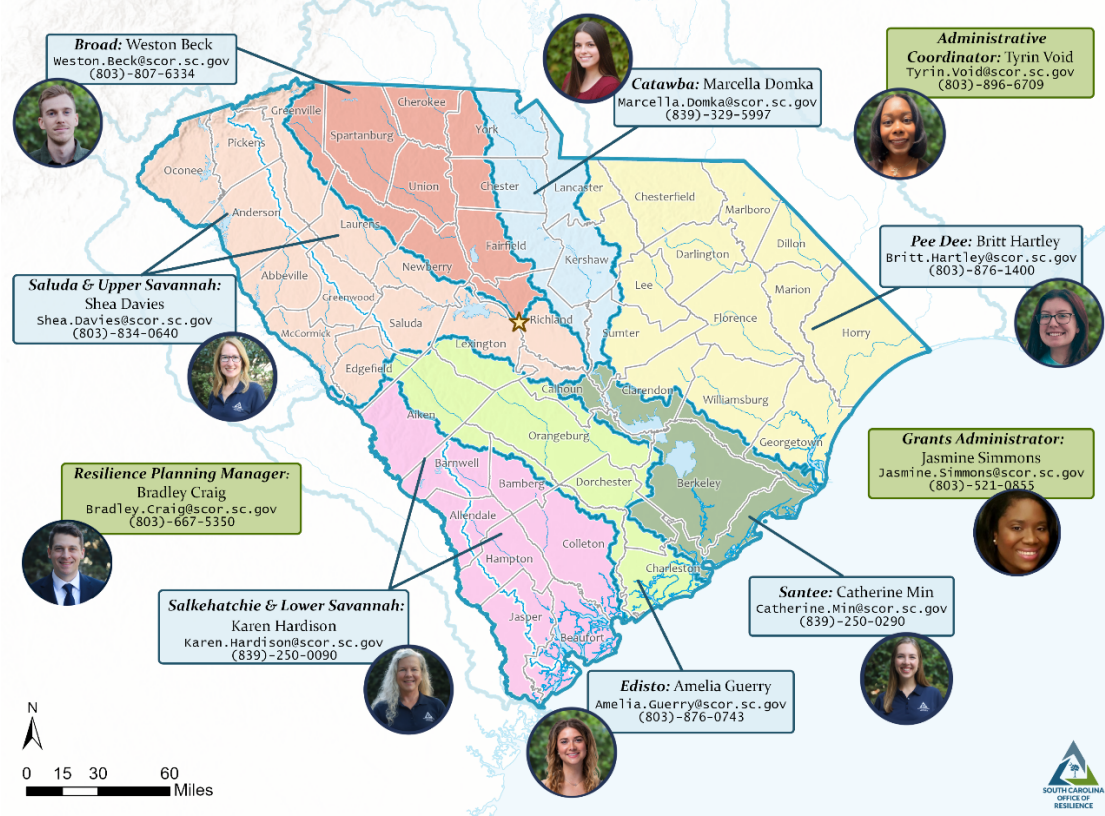 Broad: Weston Beck
Weston.Beck@scor.sc.gov
(803)-807-6334
Catawba: Marcella Domka
Marcella.Domka@scor.sc.gov
(839)-329-5997
Administrative
Coordinator: Tyrin Void
Tyrin.Void@scor.sc.gov
(803)-896-6709
Pee Dee: Britt Hartley
Britt.Hartley@scor.sc.gov
(803)-876-1400
Saluda & Upper Savannah:
Shea Davies
Shea.Davies@scor.sc.gov
(803)-834-0640
Resilience Planning Manager:
Bradley Craig
Bradley.Craig@scor.sc.gov
(803)-667-5350
Grants Administrator:
Jasmine Simmons
Jasmine.Simmons@scor.sc.gov
(803)-521-0855
Salkehatchie & Lower Savannah:
Karen Hardison
Karen.Hardison@scor.sc.gov
(839)-250-0090
Santee: Catherine Min
Catherine.Min@scor.sc.gov
(839)-250-0290
Edisto: Amelia Guerry
Amelia.Guerry@scor.sc.gov
(803)-876-0743
Greenville
Cherokee
Spartanburg
York
Pickens
Oconee
Union
Chester
Lancaster
Chesterfield
Marlboro
Anderson
Laurens
Fairfield
Kershaw
Darlington
Dillon
Abbeville
Newberry
Lee
Marion
Greenwood
Saluda
Richland
Florence
Horry
McCormick
Lexington
Sumter
Edgefield
Calhoun
Clarendon
Williamsburg
Aiken
Orangeburg
Georgetown
Barnwell
Bamberg
Dorchester
Berkeley
Allendale
Colleton
Hampton
Charleston
Jasper
Beaufort
N
0 15 30 60
Miles
SOUTH CAROLINA
OFFICE OF
RESILIENCE